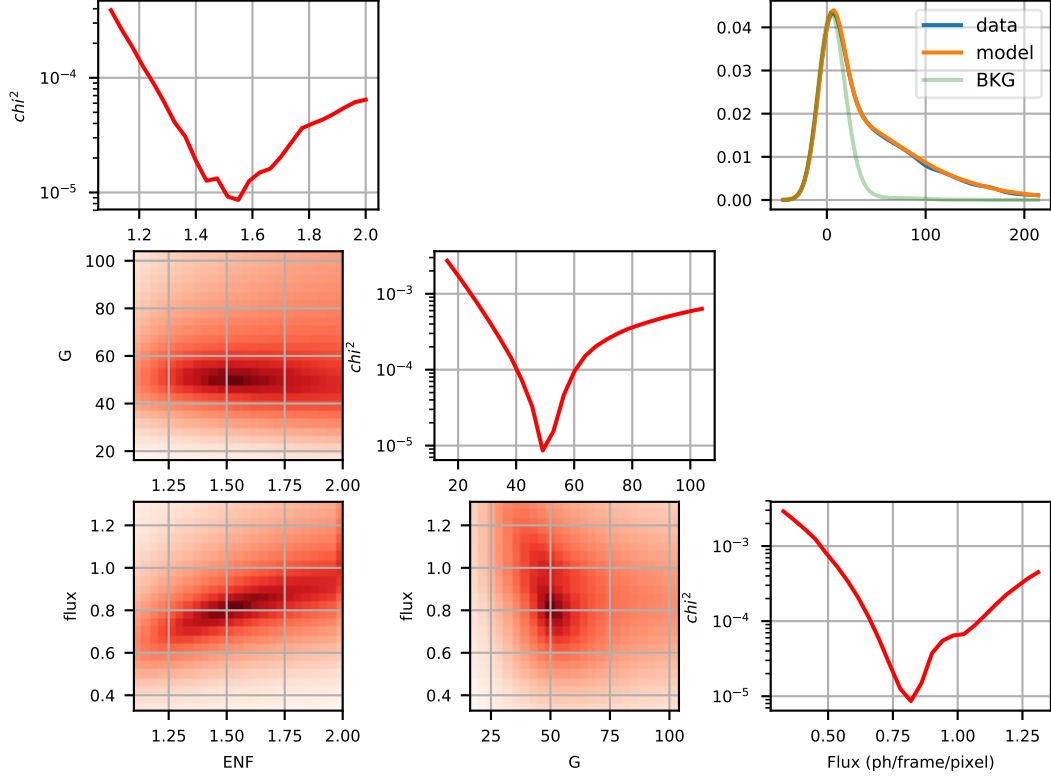 chi²
10⁻⁴
10⁻⁵
1.2 1.4 1.6 1.8 2.0
0.04
0.03
0.02
0.01
0.00
0 100 200
data
model
BKG
G
100
80
60
40
20
1.25 1.50 1.75 2.00
chi²
10⁻³
10⁻⁴
10⁻⁵
20 40 60 80 100
flux
1.2
1.0
0.8
0.6
0.4
1.25 1.50 1.75 2.00
ENF
flux
1.2
1.0
0.8
0.6
0.4
25 50 75 100
G
chi²
10⁻³
10⁻⁴
10⁻⁵
0.50 0.75 1.00 1.25
Flux (ph/frame/pixel)